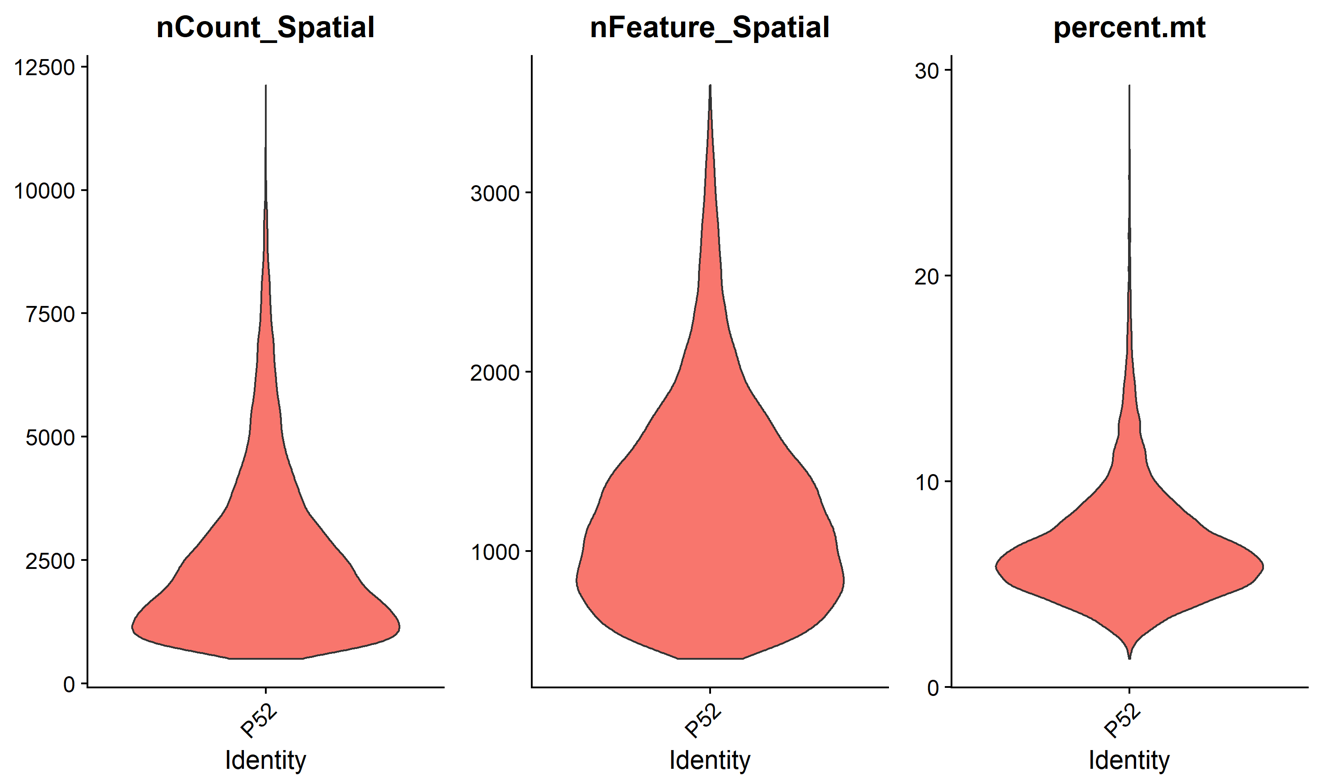 nCount_Spatial
12500
10000
7500
5000
2500
0
P52
Identity
nFeature_Spatial
3000
2000
1000
P52
Identity
percent.mt
30
20
10
0
P52
Identity